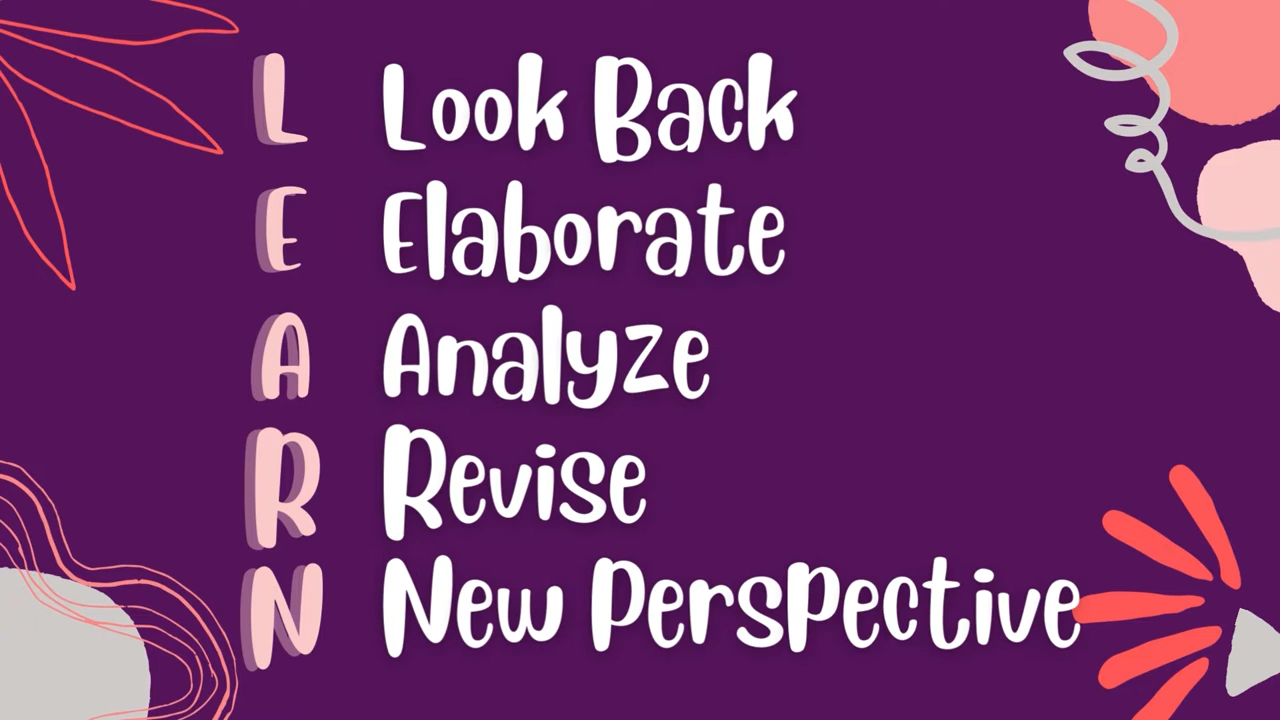 L Look Back
E Elaborate
A Analyze
R Revise
N New Perspective